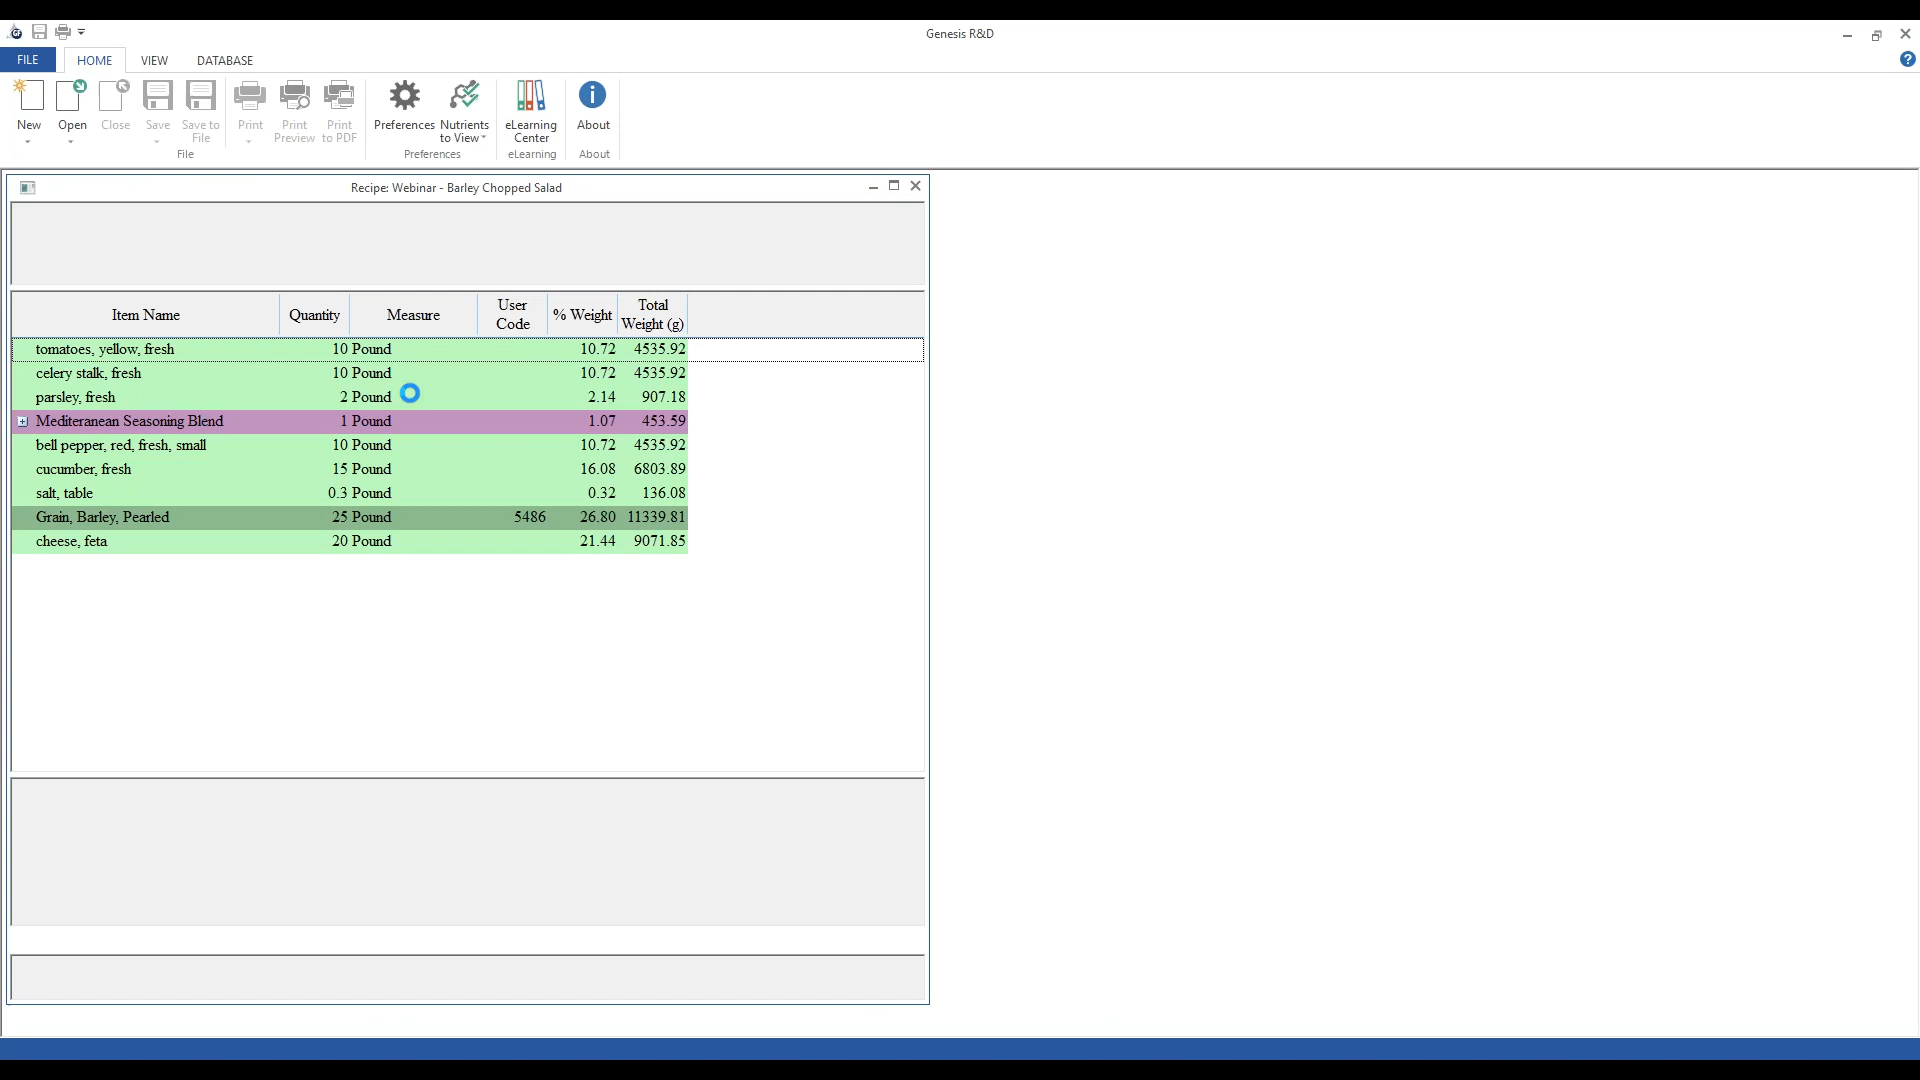 Genesis R&D
FILE HOME VIEW DATABASE
New Open Close Save Save to File Print Print Preview Print to PDF Preferences Nutrients to View eLearning Center About
File Preferences eLearning About
Recipe: Webinar - Barley Chopped Salad
Item Name Quantity Measure User Code % Weight Total Weight (g)
tomatoes, yellow, fresh 10 Pound 10.72 4535.92
celery stalk, fresh 10 Pound 10.72 4535.92
parsley, fresh 2 Pound 2.14 907.18
Mediteranean Seasoning Blend 1 Pound 1.07 453.59
bell pepper, red, fresh, small 10 Pound 10.72 4535.92
cucumber, fresh 15 Pound 16.08 6803.89
salt, table 0.3 Pound 0.32 136.08
Grain, Barley, Pearled 25 Pound 5486 26.80 11339.81
cheese, feta 20 Pound 21.44 9071.85